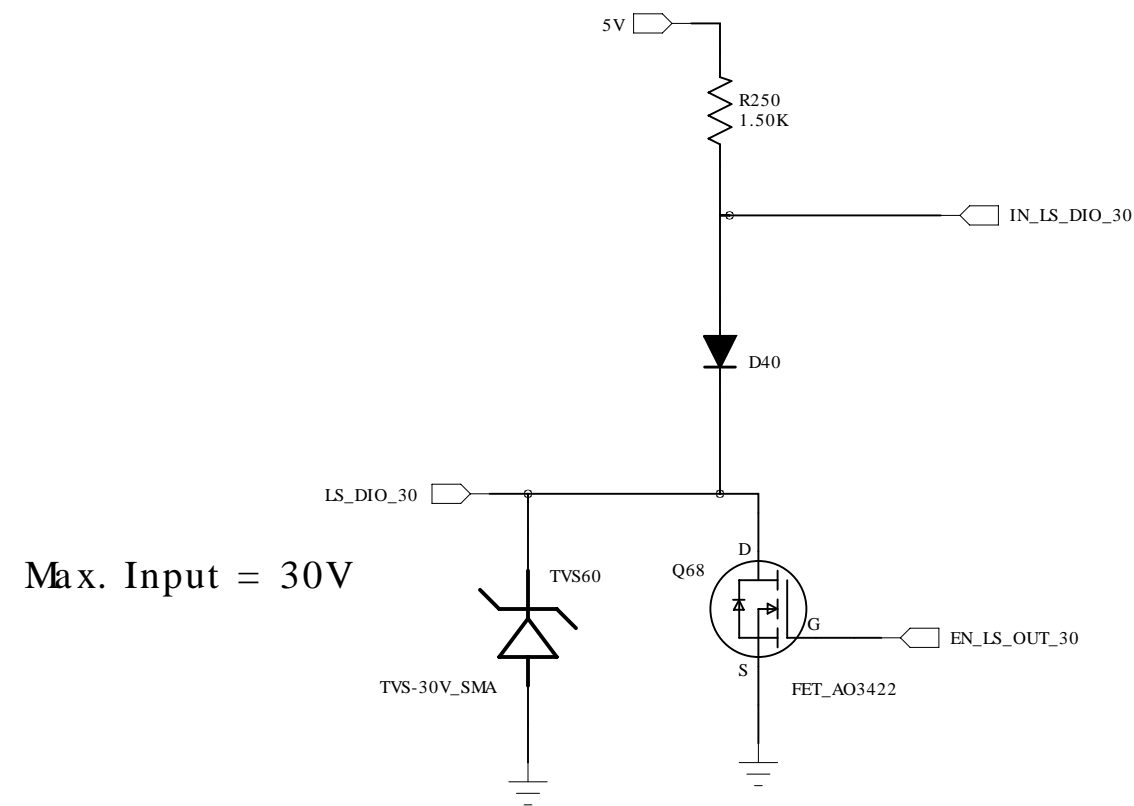 5V
R250
1.50K
IN_LS_DIO_30
D40
LS_DIO_30
D
Max. Input = 30V
TVS60
Q68
G
EN_LS_OUT_30
S
TVS-30V_SMA
FET_AO3422